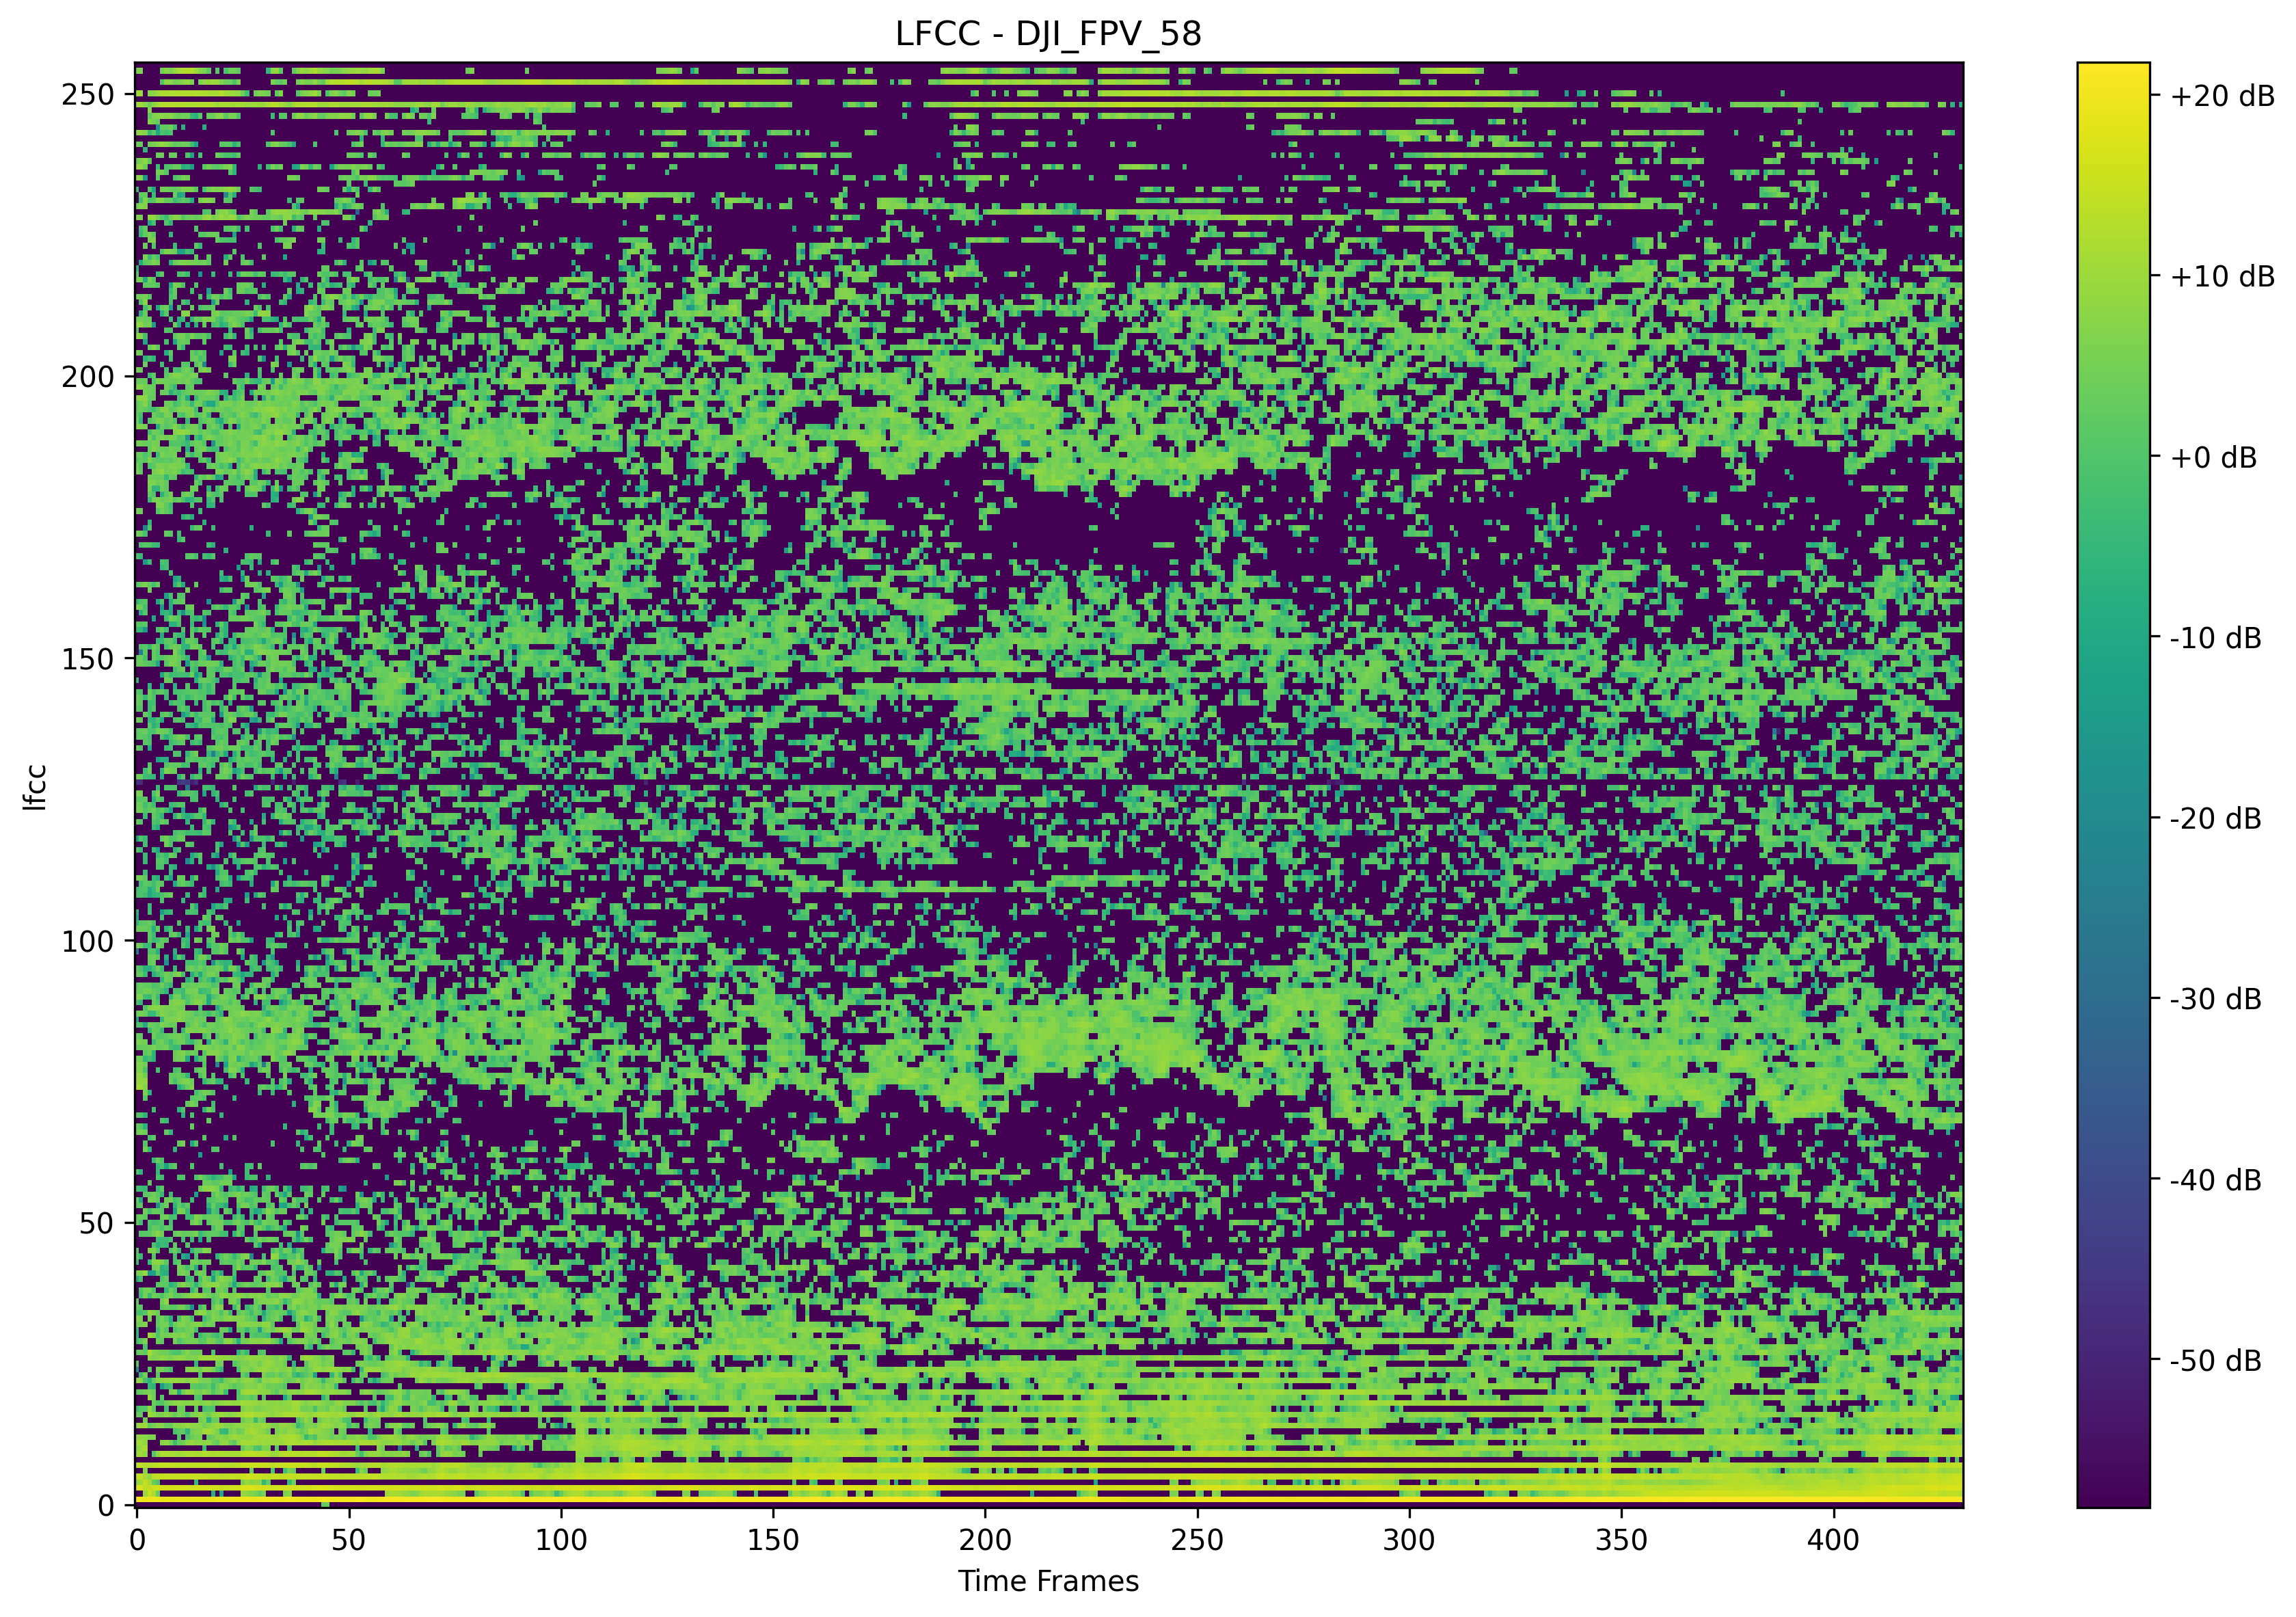 LFCC - DJI_FPV_58
lfcc
250
200
150
100
50
0
0 50 100 150 200 250 300 350 400
Time Frames
+20 dB
+10 dB
+0 dB
-10 dB
-20 dB
-30 dB
-40 dB
-50 dB